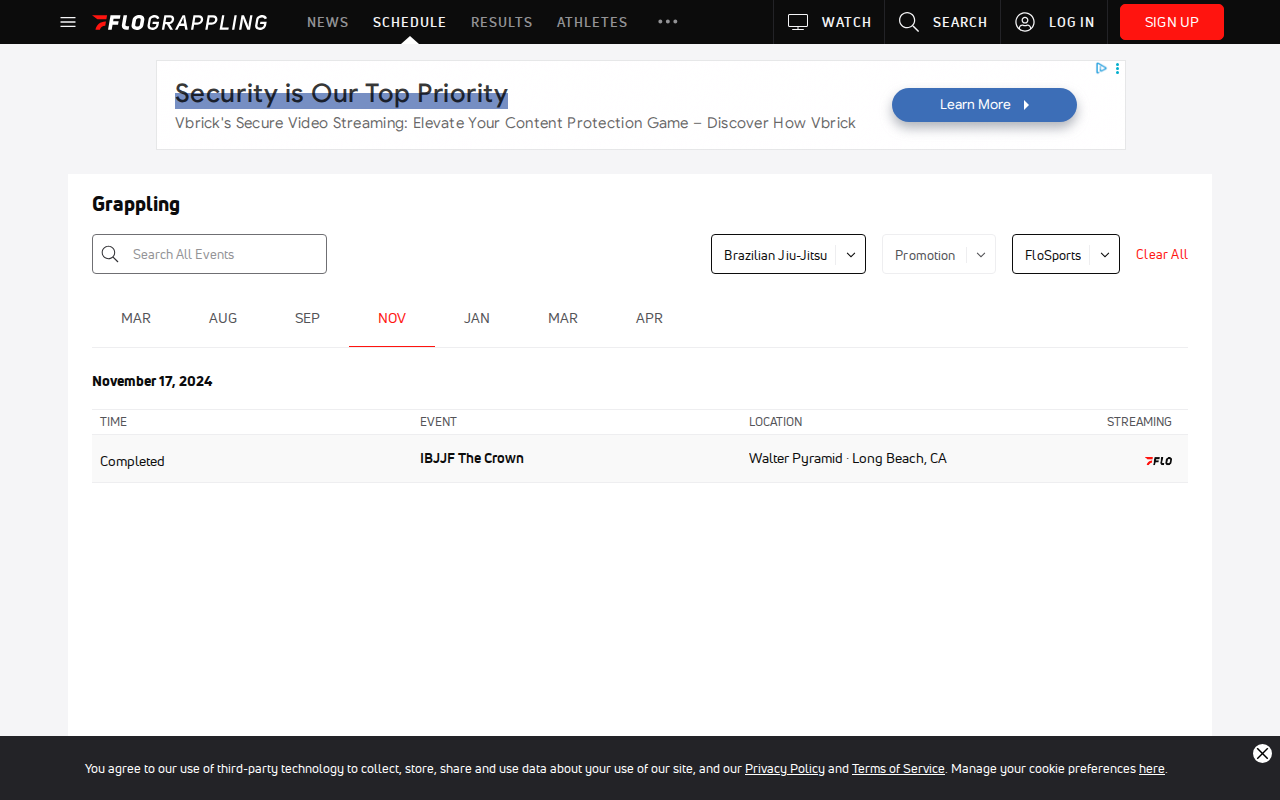 FLOGRAPPLING NEWS SCHEDULE RESULTS ATHLETES WATCH SEARCH LOG IN SIGN UP
Security is Our Top Priority
Vbrick's Secure Video Streaming: Elevate Your Content Protection Game – Discover How Vbrick
Learn More
Grappling
Search All Events Brazilian Jiu-Jitsu Promotion FloSports Clear All
MAR AUG SEP NOV JAN MAR APR
November 17, 2024
TIME EVENT LOCATION STREAMING
Completed IBJJF The Crown Walter Pyramid · Long Beach, CA FLO
You agree to our use of third-party technology to collect, store, share and use data about your use of our site, and our Privacy Policy and Terms of Service. Manage your cookie preferences here.